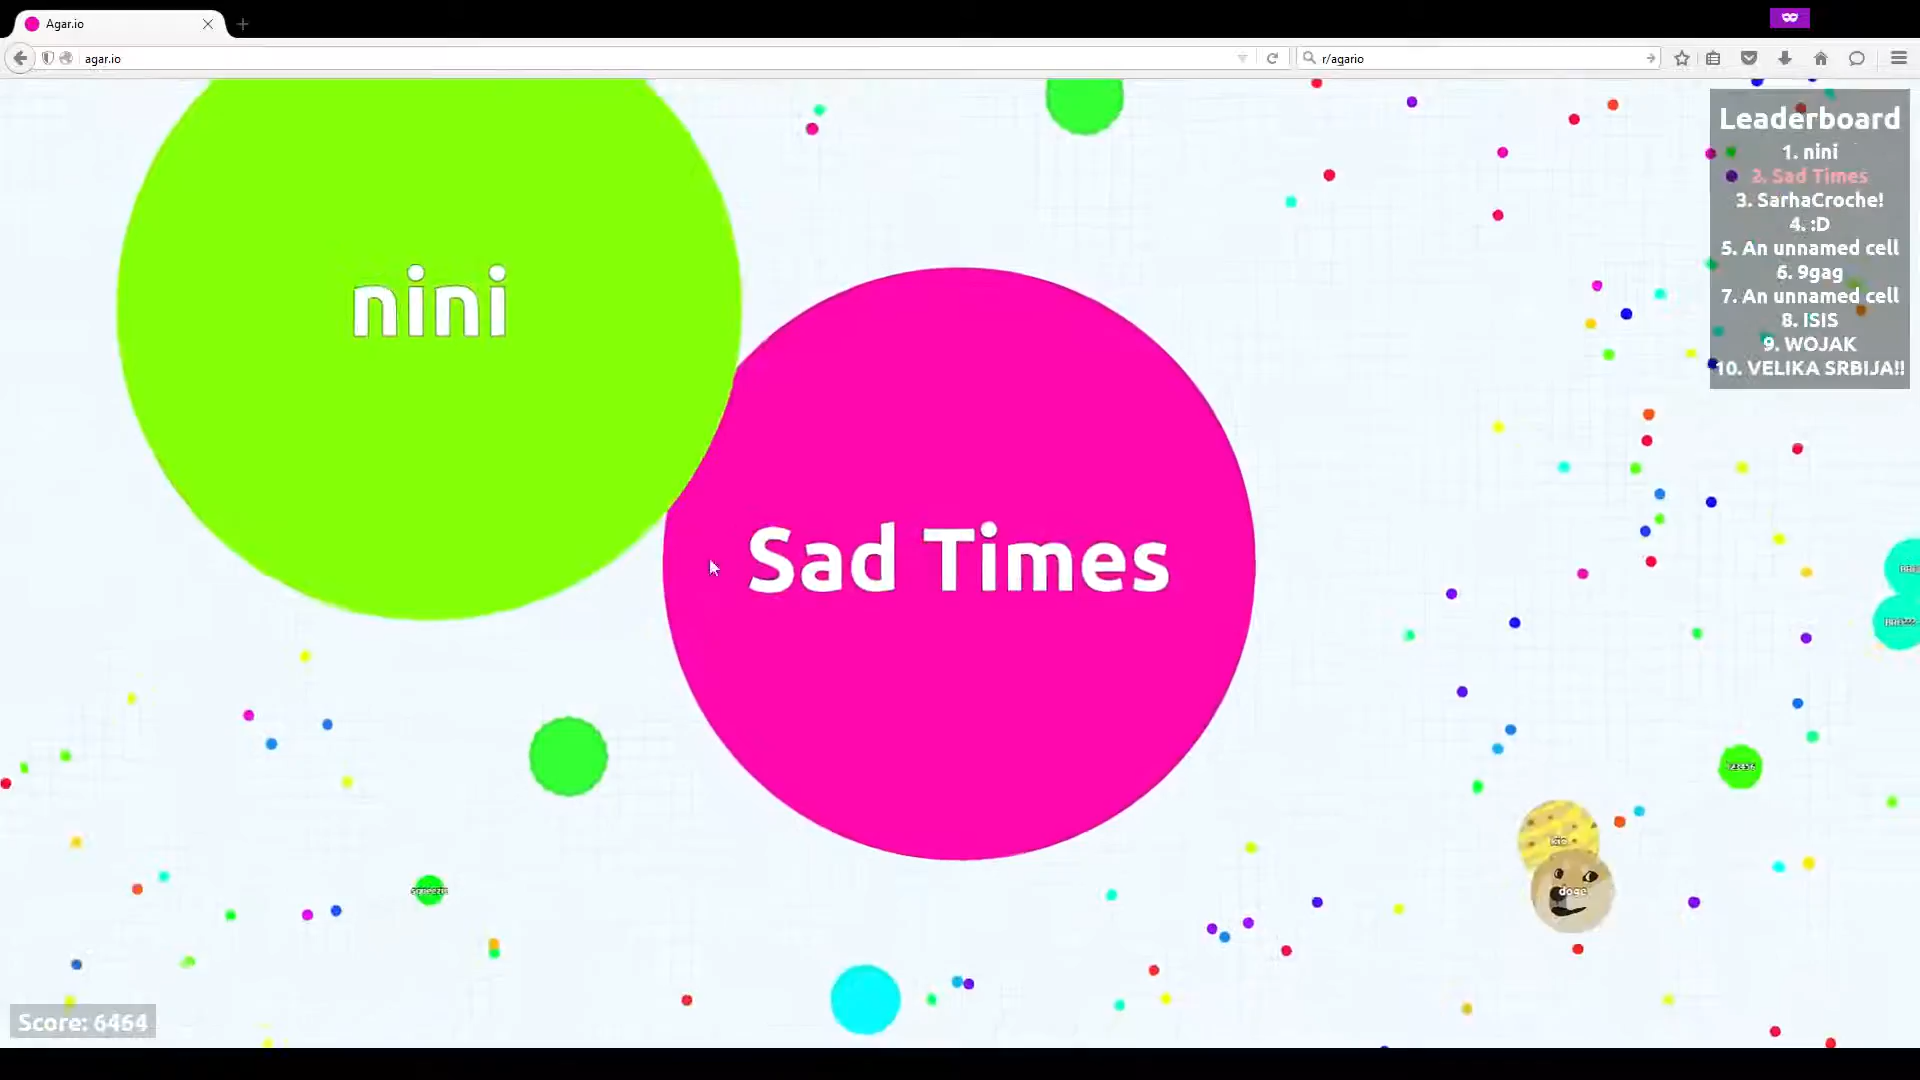 Agar.io
agar.io
r/agario
Leaderboard
1. nini
2. Sad Times
3. SarhaCroche!
4. :D
5. An unnamed cell
6. 9gag
7. An unnamed cell
8. ISIS
9. WOJAK
10. VELIKA SRBIJA!!
nini
Sad Times
123456
doge
Score: 6464